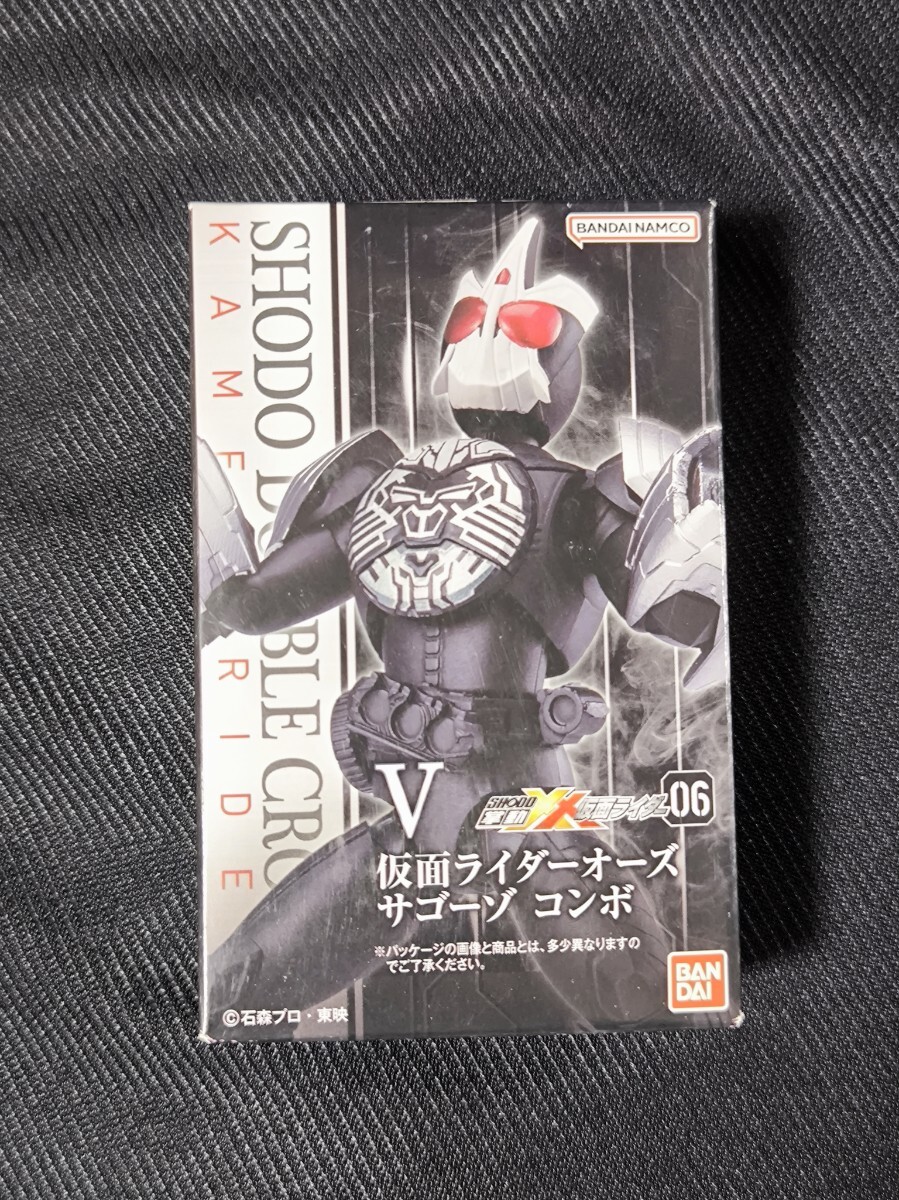 SHODO DOUBLE CRO
KAMEN RIDE
BANDAI NAMCO
V
SHODO
掌動 XX 仮面ライダー 06
仮面ライダーオーズ
サゴーゾ コンボ
※パッケージの画像と商品とは、多少異なりますの
でご了承ください。
©石森プロ・東映
BAN
DAI